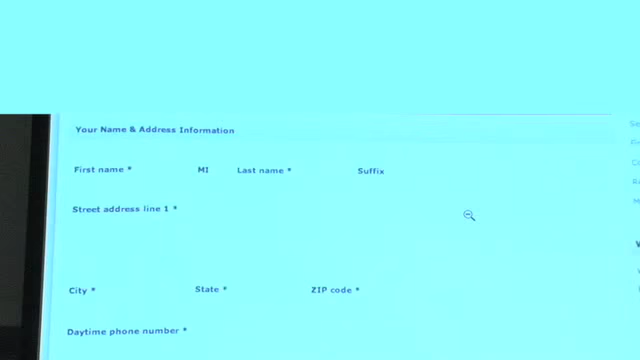 Your Name & Address Information
First name * MI Last name * Suffix
Street address line 1 *
City * State * ZIP code *
Daytime phone number *